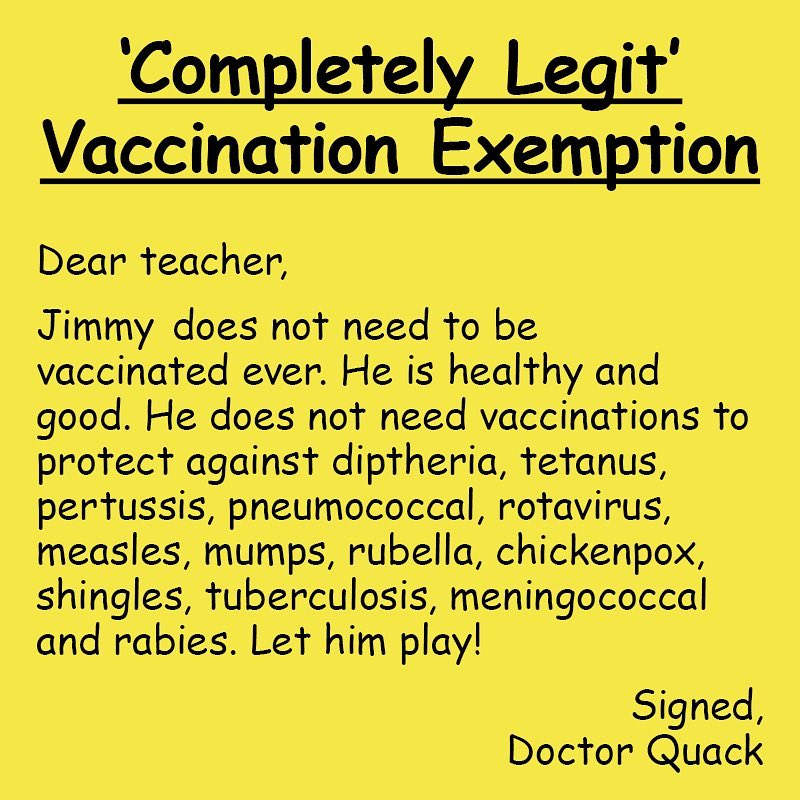 ‘Completely Legit’
Vaccination Exemption
Dear teacher,
Jimmy does not need to be
vaccinated ever. He is healthy and
good. He does not need vaccinations to
protect against diptheria, tetanus,
pertussis, pneumococcal, rotavirus,
measles, mumps, rubella, chickenpox,
shingles, tuberculosis, meningococcal
and rabies. Let him play!
Signed,
Doctor Quack